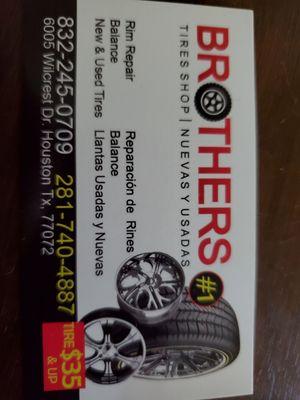 BROTHERS #1
TIRES SHOP | NUEVAS Y USADAS
Rim Repair
Balance
New & Used Tires
Reparación de Rines
Balance
Llantas Usadas y Nuevas
832-245-0709 281-740-4887
6005 Wilcrest Dr. Houston Tx, 77072
TIRE $35
& UP